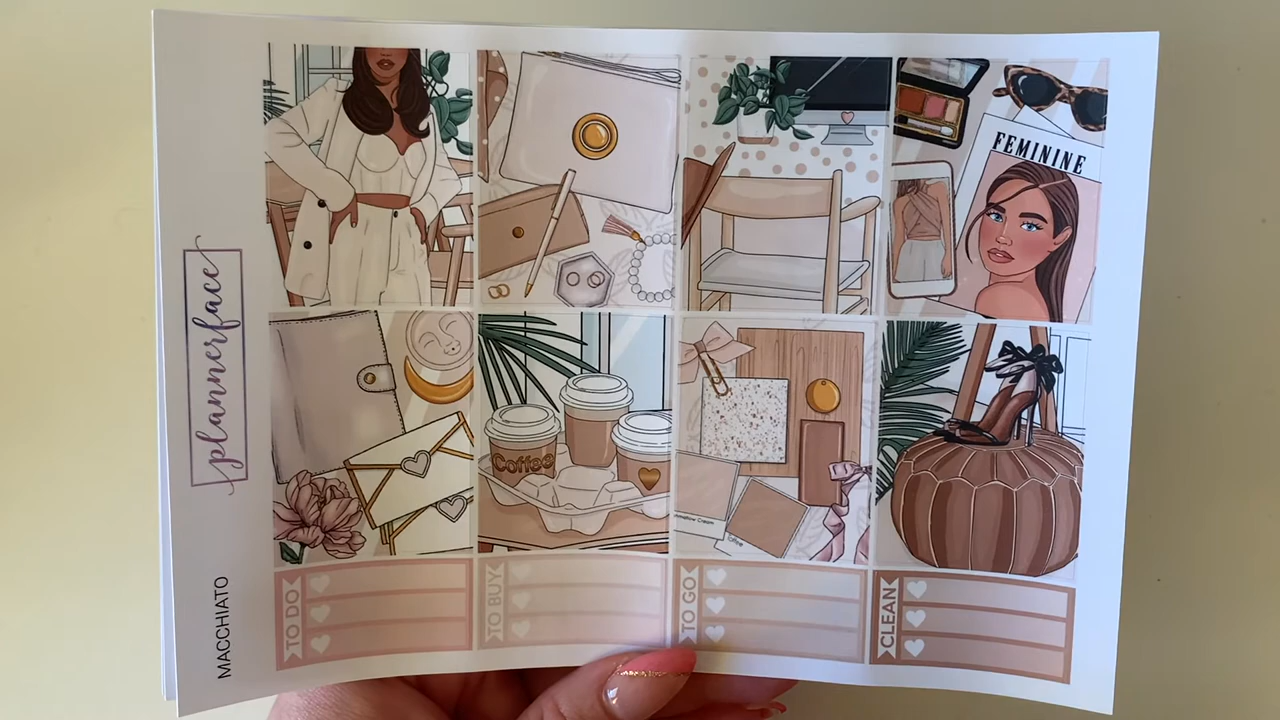 plannerface
MACCHIATO
FEMININE
Coffee
TO DO
TO BUY
TO GO
CLEAN